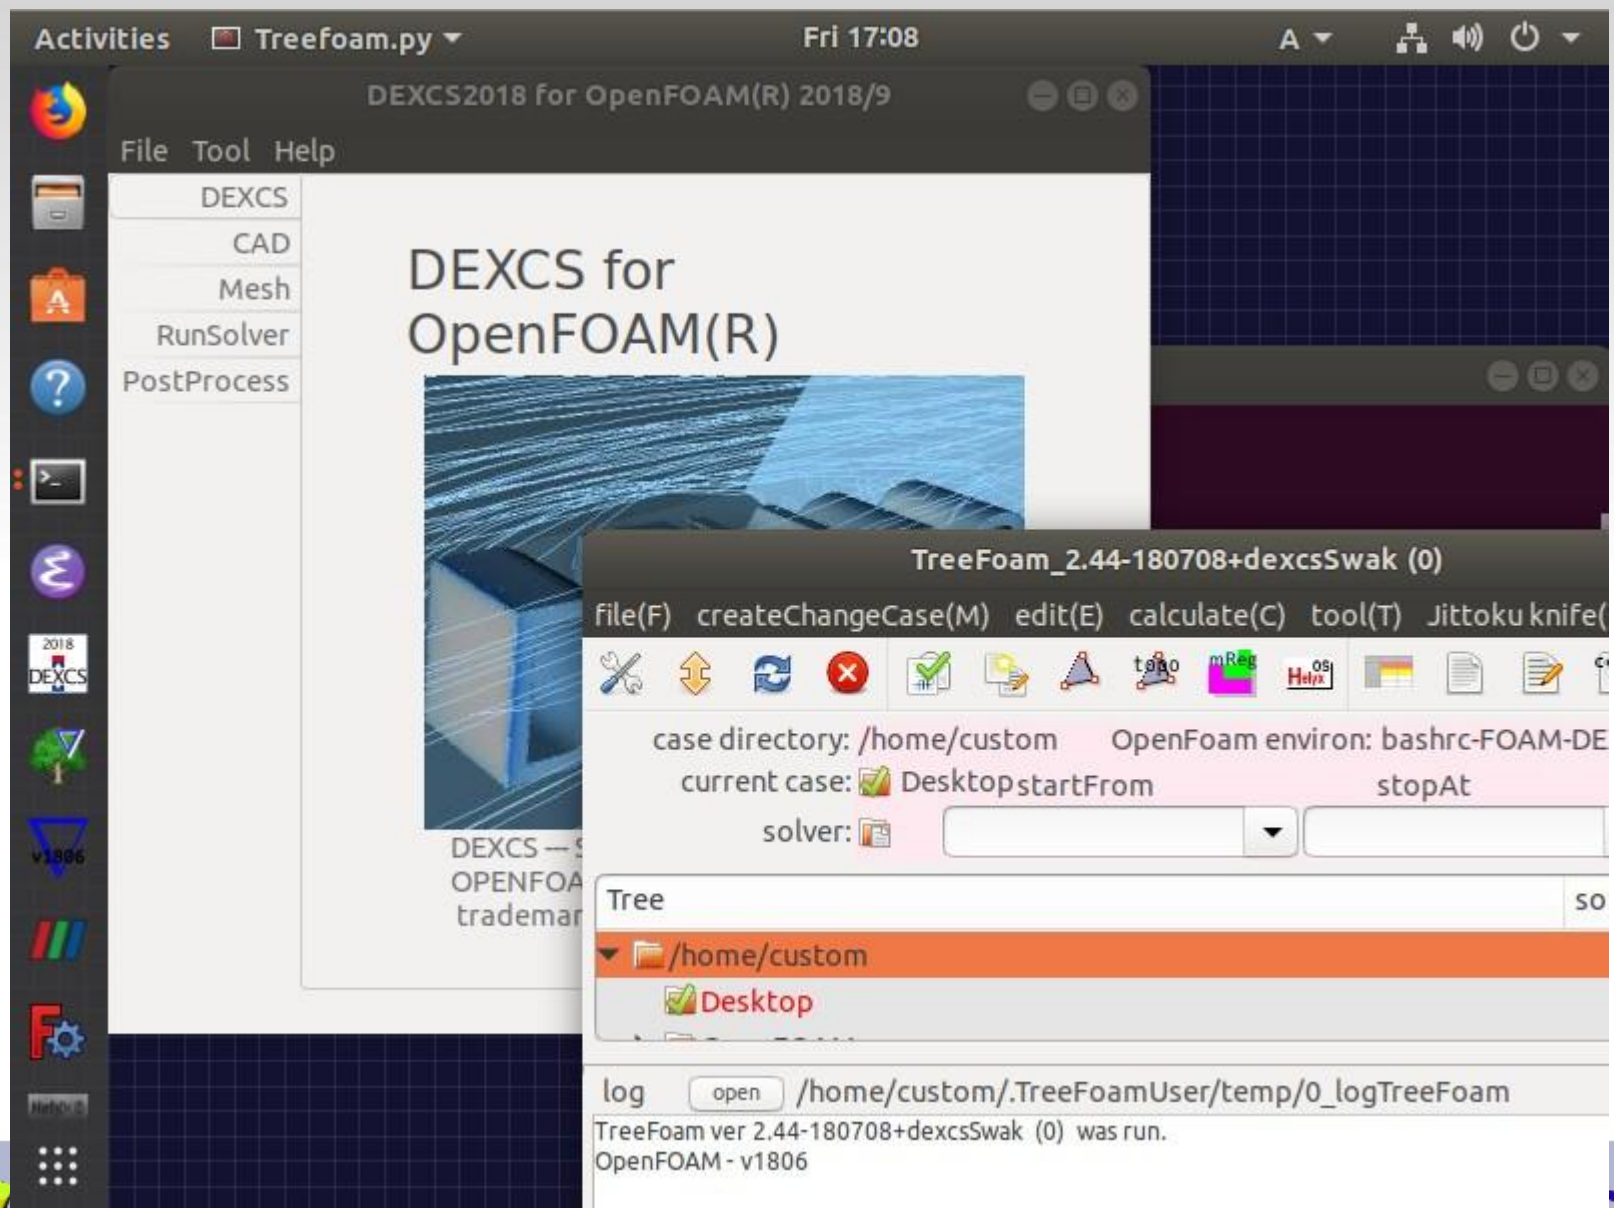 Activities Treefoam.py Fri 17:08 A
DEXCS2018 for OpenFOAM(R) 2018/9
File Tool Help
DEXCS
CAD
Mesh
RunSolver
PostProcess
DEXCS for
OpenFOAM(R)
DEXCS —
OPENFOA
trademar
2018
DEXCS
v1806
TreeFoam_2.44-180708+dexcsSwak (0)
file(F) createChangeCase(M) edit(E) calculate(C) tool(T) Jittoku knife(
topo mReg Helyx OS
case directory: /home/custom OpenFoam environ: bashrc-FOAM-DE
current case: Desktop startFrom stopAt
solver:
Tree so
/home/custom
Desktop
log open /home/custom/.TreeFoamUser/temp/0_logTreeFoam
TreeFoam ver 2.44-180708+dexcsSwak (0) was run.
OpenFOAM - v1806